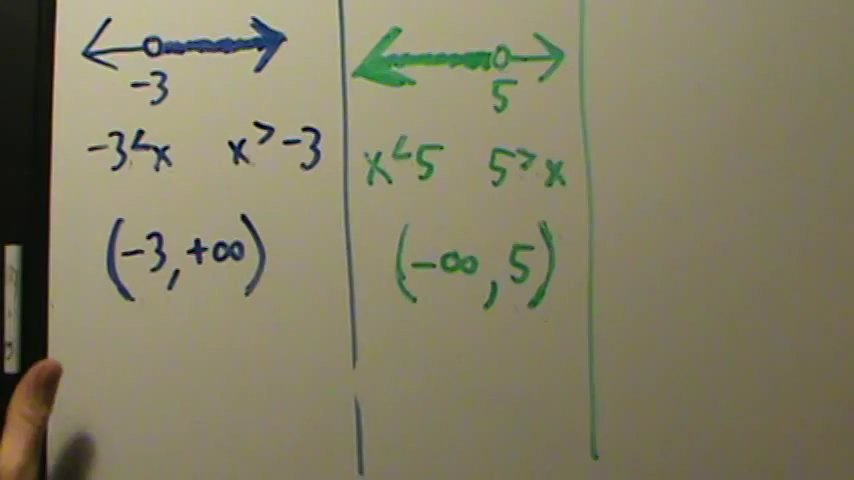 -3
-3<x x>-3
(-3,+∞)
5
x<5 5>x
(-∞,5)